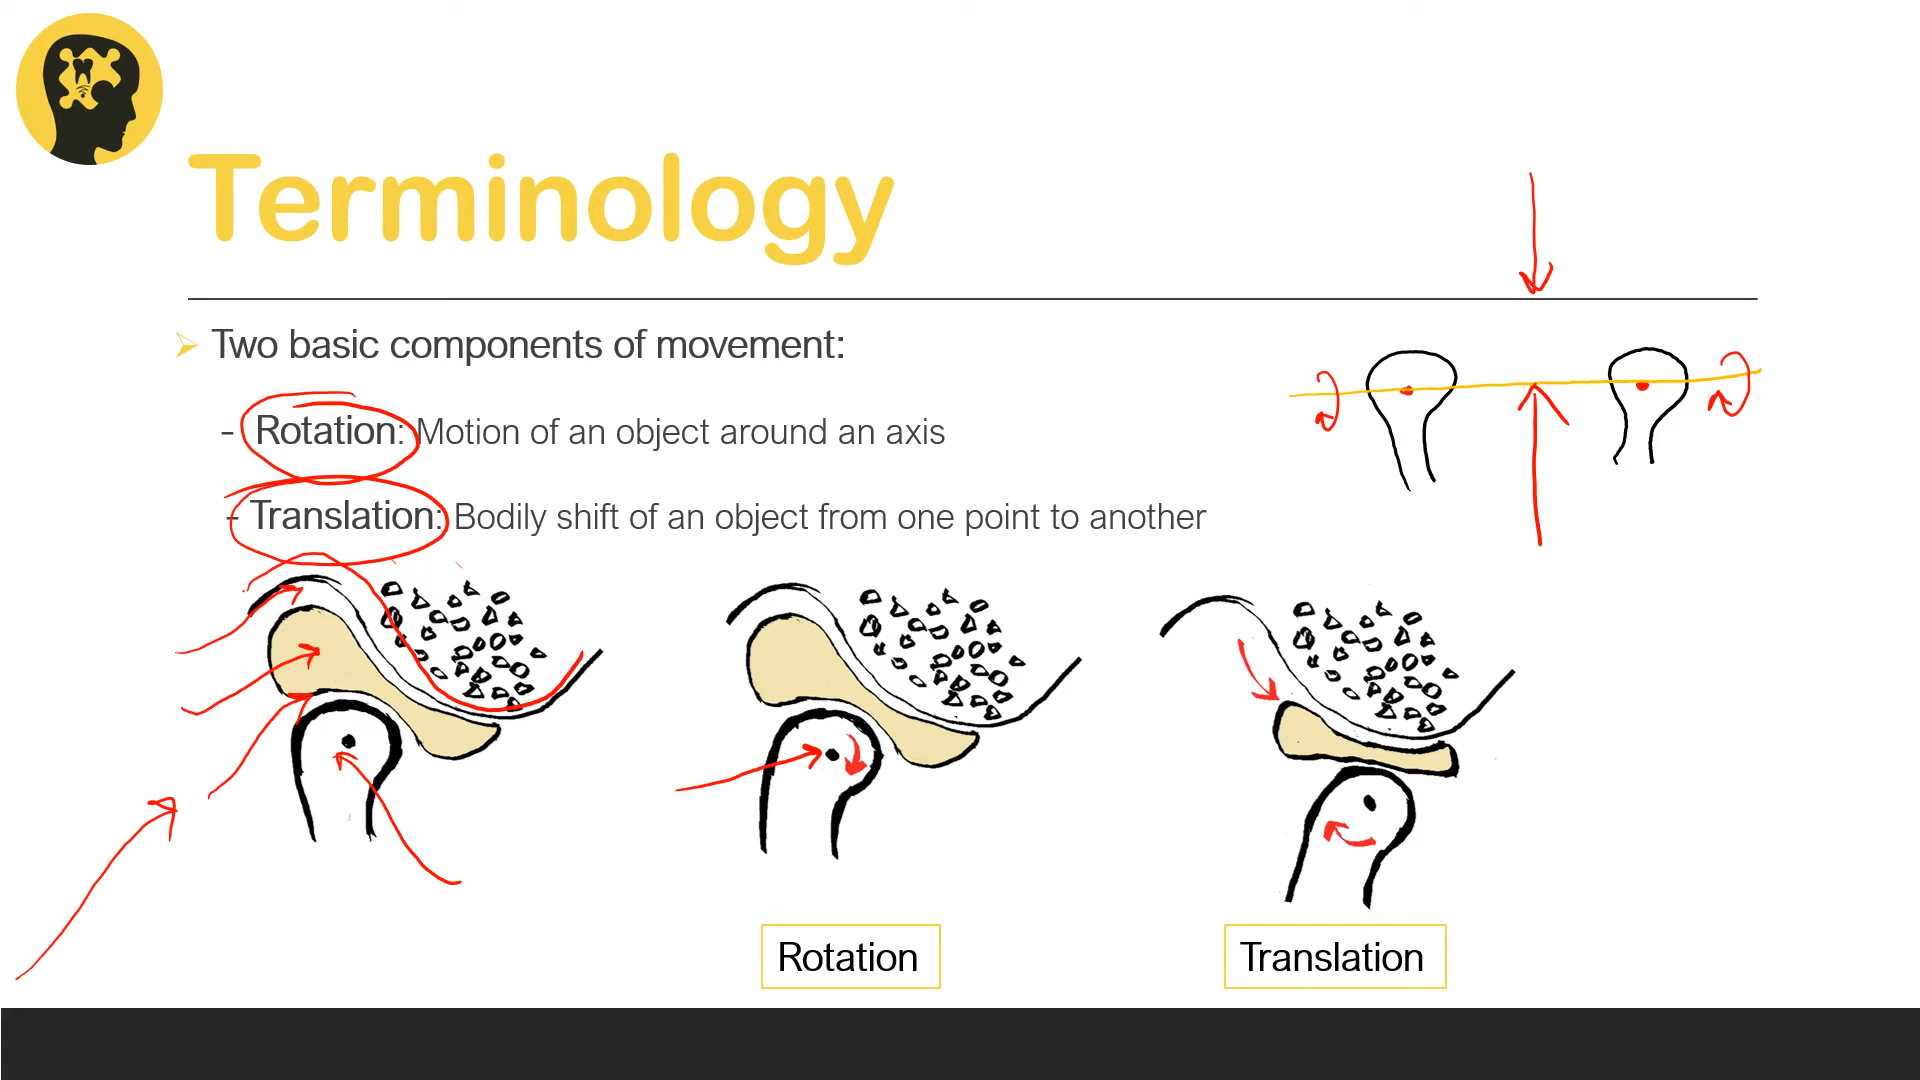 Terminology
Two basic components of movement:
- Rotation: Motion of an object around an axis
- Translation: Bodily shift of an object from one point to another
Rotation
Translation